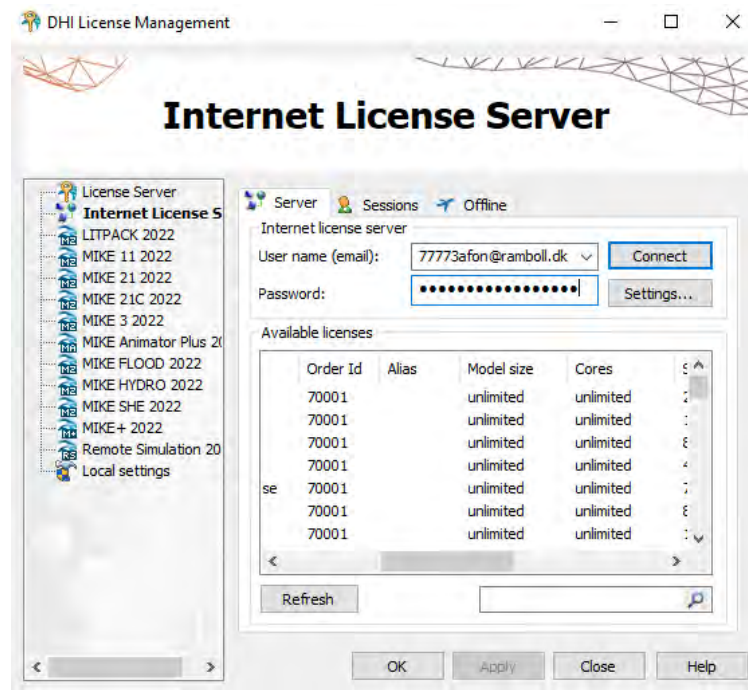 DHI License Management
Internet License Server
License Server
Internet License S
LITPACK 2022
MIKE 11 2022
MIKE 21 2022
MIKE 21C 2022
MIKE 3 2022
MIKE Animator Plus 20
MIKE FLOOD 2022
MIKE HYDRO 2022
MIKE SHE 2022
MIKE+ 2022
Remote Simulation 20
Local settings
Server Sessions Offline
Internet license server
User name (email): 77773afon@ramboll.dk Connect
Password: ••••••••••••••••• Settings...
Available licenses
Order Id Alias Model size Cores
70001 unlimited unlimited
70001 unlimited unlimited
70001 unlimited unlimited 8
70001 unlimited unlimited
se 70001 unlimited unlimited
70001 unlimited unlimited 8
70001 unlimited unlimited
Refresh
OK Apply Close Help